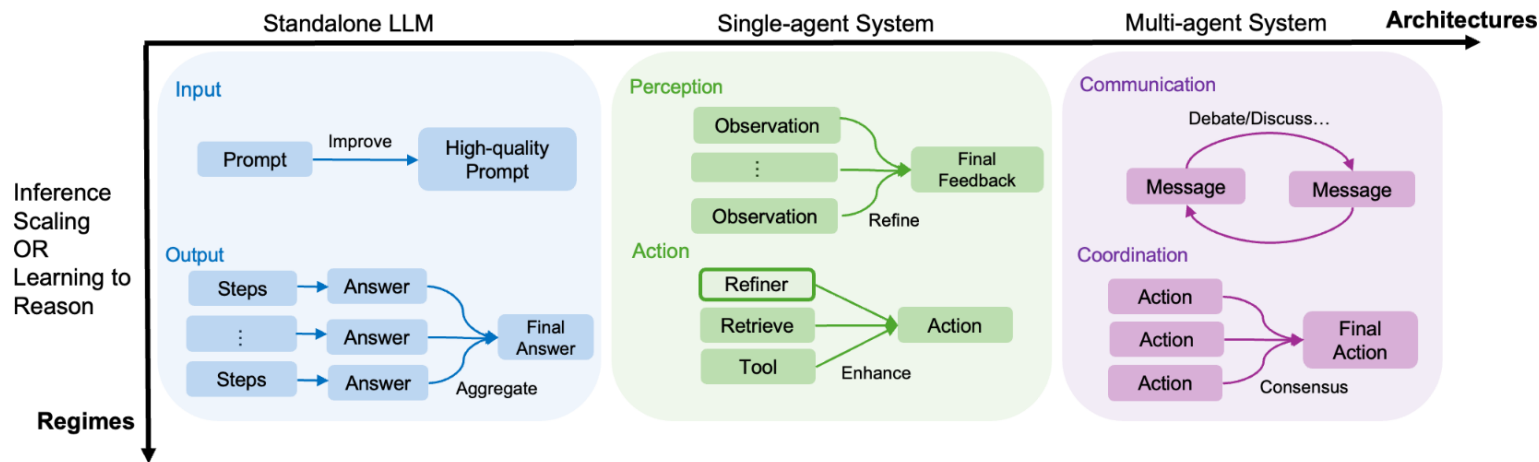 Standalone LLM
Single-agent System
Multi-agent System
Architectures
Inference
Scaling
OR
Learning to
Reason
Regimes
Input
Prompt
Improve
High-quality
Prompt
Output
Steps
Answer
⋮
Answer
Steps
Answer
Final
Answer
Aggregate
Perception
Observation
⋮
Observation
Final
Feedback
Refine
Action
Refiner
Retrieve
Tool
Action
Enhance
Communication
Debate/Discuss...
Message
Message
Coordination
Action
Action
Action
Final
Action
Consensus